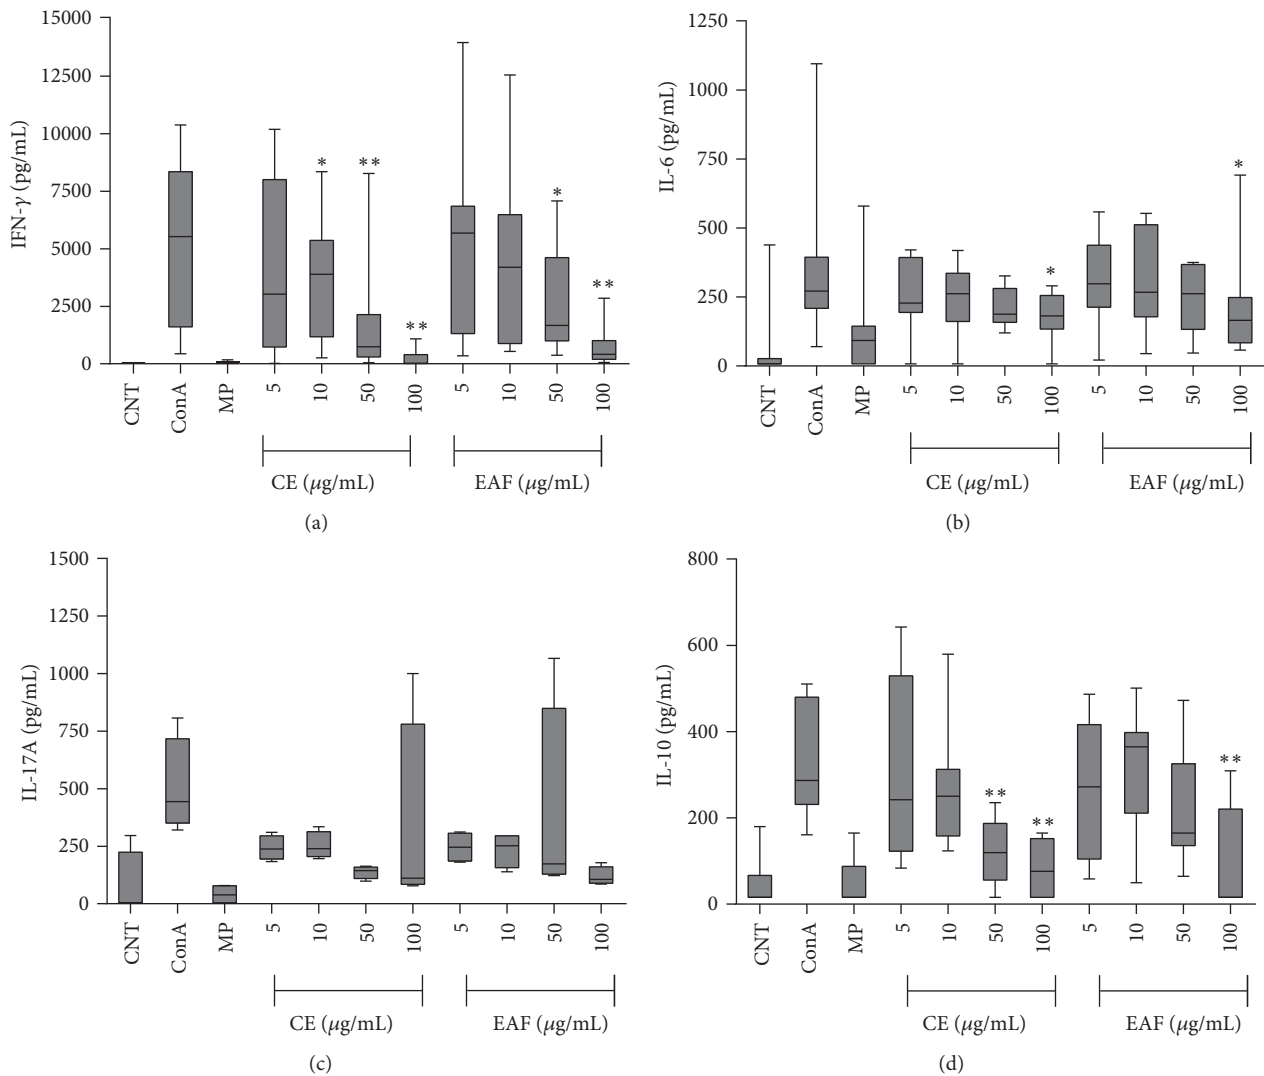 15000
12500
10000
7500
5000
2500
0
IFN-γ (pg/mL)
* ** * ** **
CNT ConA MP 5 10 50 100 5 10 50 100
CE (μg/mL) EAF (μg/mL)
(a)
1250
1000
750
500
250
0
IL-6 (pg/mL)
* *
CNT ConA MP 5 10 50 100 5 10 50 100
CE (μg/mL) EAF (μg/mL)
(b)
1500
1250
1000
750
500
250
0
IL-17A (pg/mL)
CNT ConA MP 5 10 50 100 5 10 50 100
CE (μg/mL) EAF (μg/mL)
(c)
800
600
400
200
0
IL-10 (pg/mL)
** ** **
CNT ConA MP 5 10 50 100 5 10 50 100
CE (μg/mL) EAF (μg/mL)
(d)